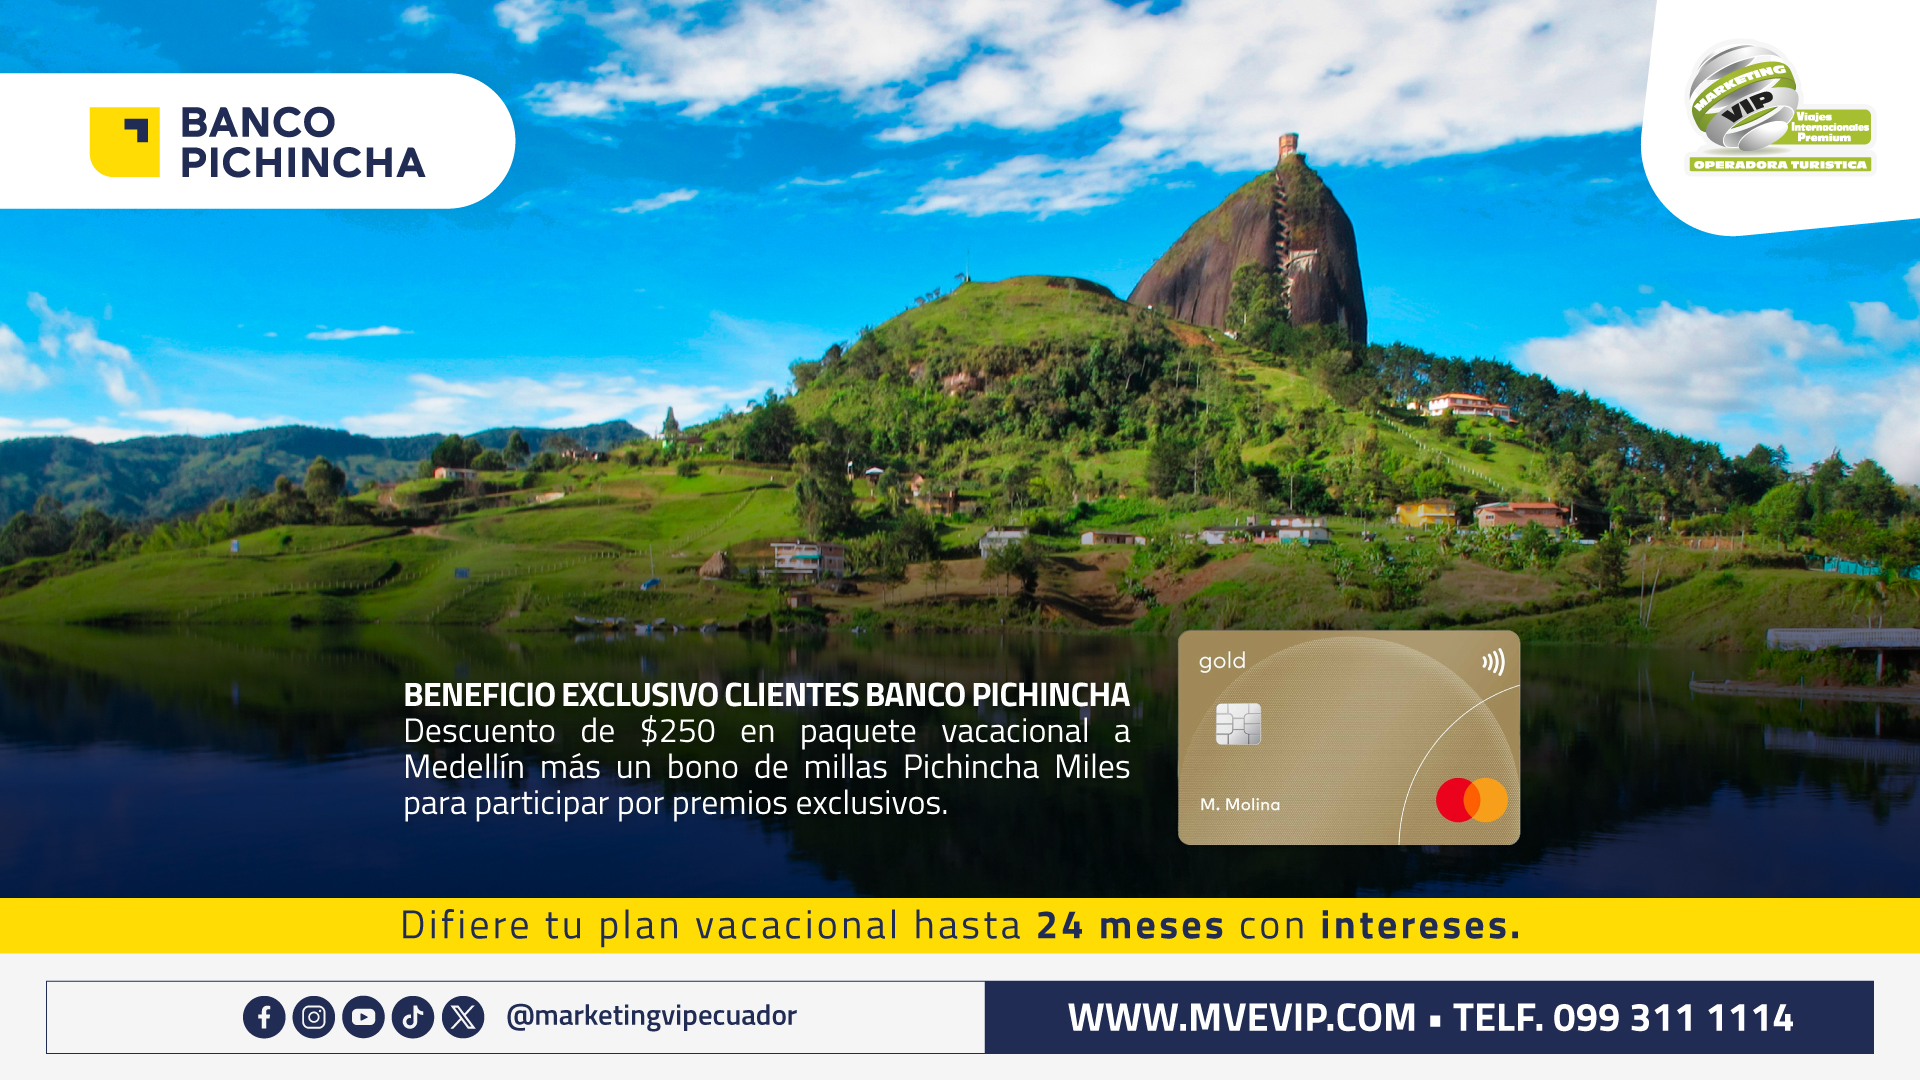 BANCO
PICHINCHA
MARKETING
VIP
Viajes
Internacionales
Premium
OPERADORA TURISTICA
gold
BENEFICIO EXCLUSIVO CLIENTES BANCO PICHINCHA
Descuento de $250 en paquete vacacional a
Medellín más un bono de millas Pichincha Miles
para participar por premios exclusivos.
M. Molina
Difiere tu plan vacacional hasta 24 meses con intereses.
@marketingvipecuador
WWW.MVEVIP.COM ▪ TELF. 099 311 1114